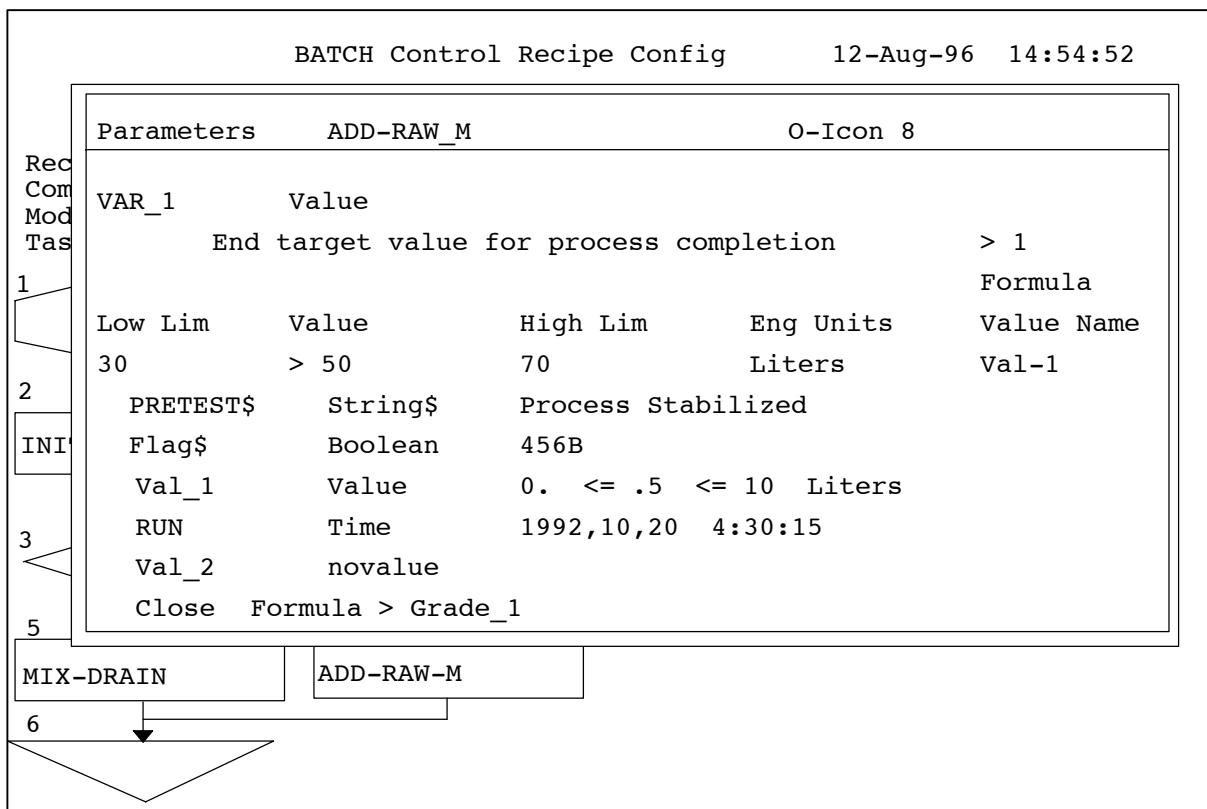 BATCH Control Recipe Config 12-Aug-96 14:54:52
Parameters ADD-RAW_M O-Icon 8
Rec
Com
Mod
Tas
VAR_1 Value
End target value for process completion > 1
1
Formula
Low Lim Value High Lim Eng Units Value Name
30 > 50 70 Liters Val-1
2
PRETEST$ String$ Process Stabilized
INI
Flag$ Boolean 456B
Val_1 Value 0. <= .5 <= 10 Liters
RUN Time 1992,10,20 4:30:15
3
Val_2 novalue
Close Formula > Grade_1
5
MIX-DRAIN ADD-RAW-M
6